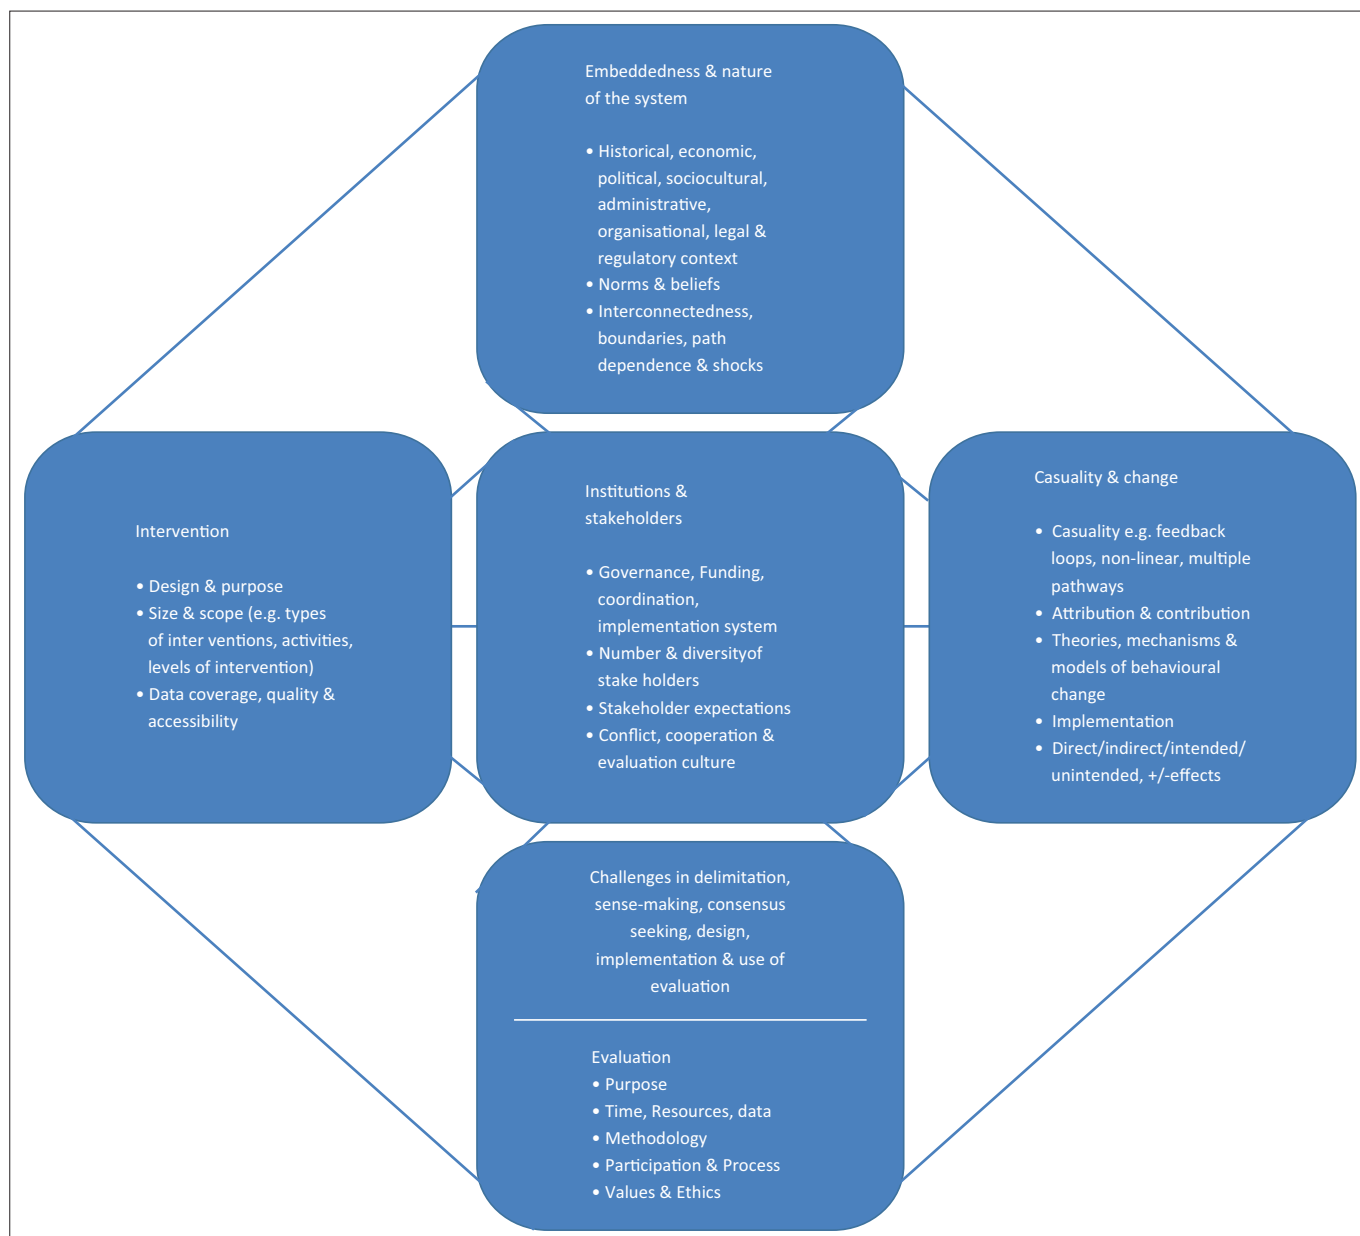 Embeddedness & nature
of the system
• Historical, economic,
political, sociocultural,
administrative,
organisational, legal &
regulatory context
• Norms & beliefs
• Interconnectedness,
boundaries, path
dependence & shocks
Intervention
• Design & purpose
• Size & scope (e.g. types
of inter ventions, activities,
levels of intervention)
• Data coverage, quality &
accessibility
Institutions &
stakeholders
• Governance, Funding,
coordination,
implementation system
• Number & diversityof
stake holders
• Stakeholder expectations
• Conflict, cooperation &
evaluation culture
Casuality & change
• Casuality e.g. feedback
loops, non-linear, multiple
pathways
• Attribution & contribution
• Theories, mechanisms &
models of behavioural
change
• Implementation
• Direct/indirect/intended/
unintended, +/-effects
Challenges in delimitation,
sense-making, consensus
seeking, design,
implementation & use of
evaluation
Evaluation
• Purpose
• Time, Resources, data
• Methodology
• Participation & Process
• Values & Ethics